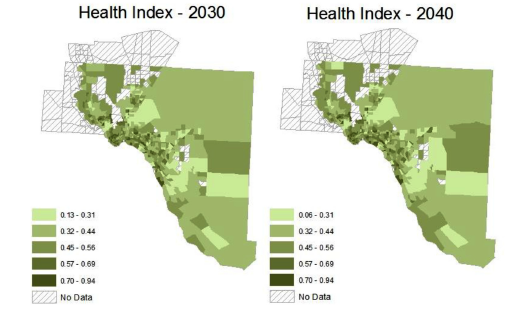 Health Index - 2030
Health Index - 2040
0.13 - 0.31
0.32 - 0.44
0.45 - 0.56
0.57 - 0.69
0.70 - 0.94
No Data
0.06 - 0.31
0.32 - 0.44
0.45 - 0.56
0.57 - 0.69
0.70 - 0.94
No Data